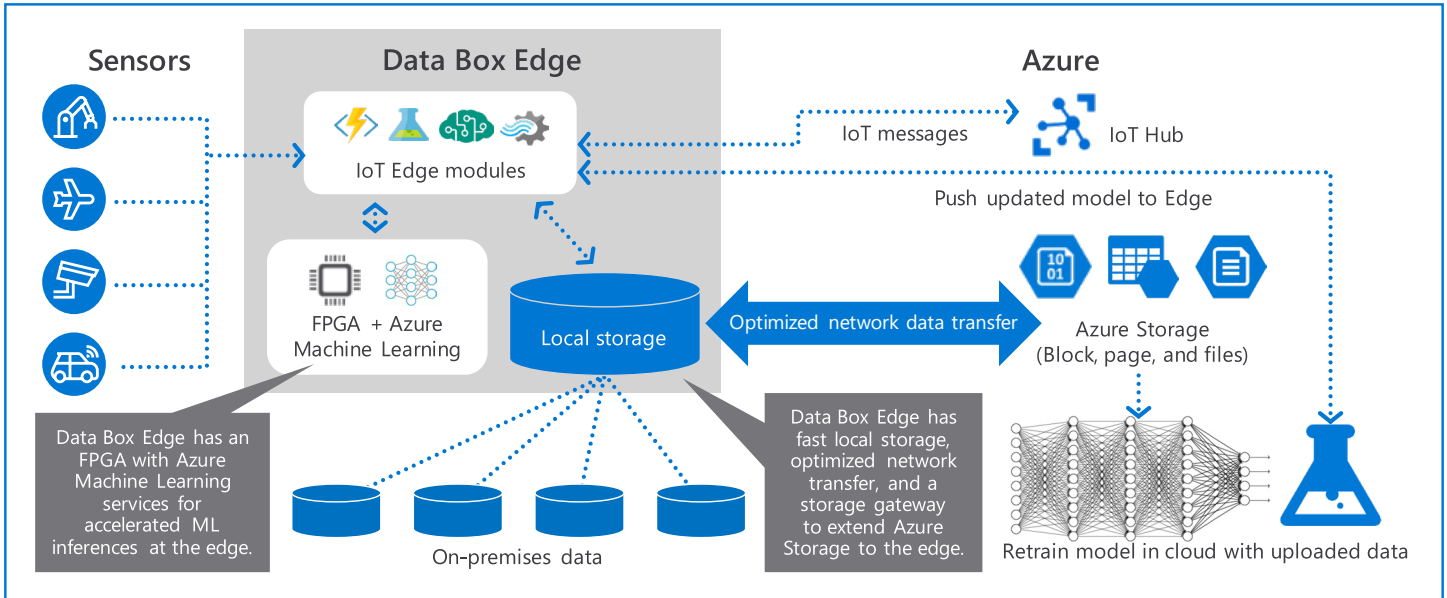 Sensors
Data Box Edge
Azure
IoT Edge modules
IoT messages
IoT Hub
Push updated model to Edge
10
01
FPGA + Azure
Machine Learning
Local storage
Optimized network data transfer
Azure Storage
(Block, page, and files)
Data Box Edge has an
FPGA with Azure
Machine Learning
services for
accelerated ML
inferences at the edge.
On-premises data
Data Box Edge has
fast local storage,
optimized network
transfer, and a
storage gateway
to extend Azure
Storage to the edge.
Retrain model in cloud with uploaded data